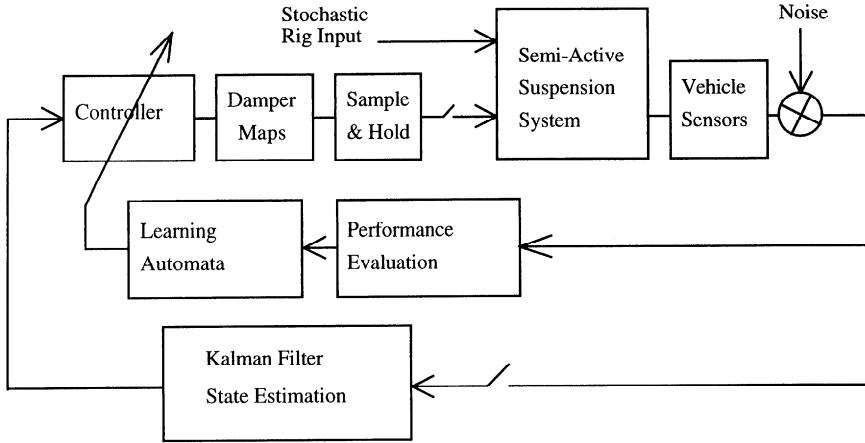 Stochastic
Rig Input
Noise
Controller
Damper
Maps
Sample
& Hold
Semi-Active
Suspension
System
Vehicle
Sensors
Learning
Automata
Performance
Evaluation
Kalman Filter
State Estimation